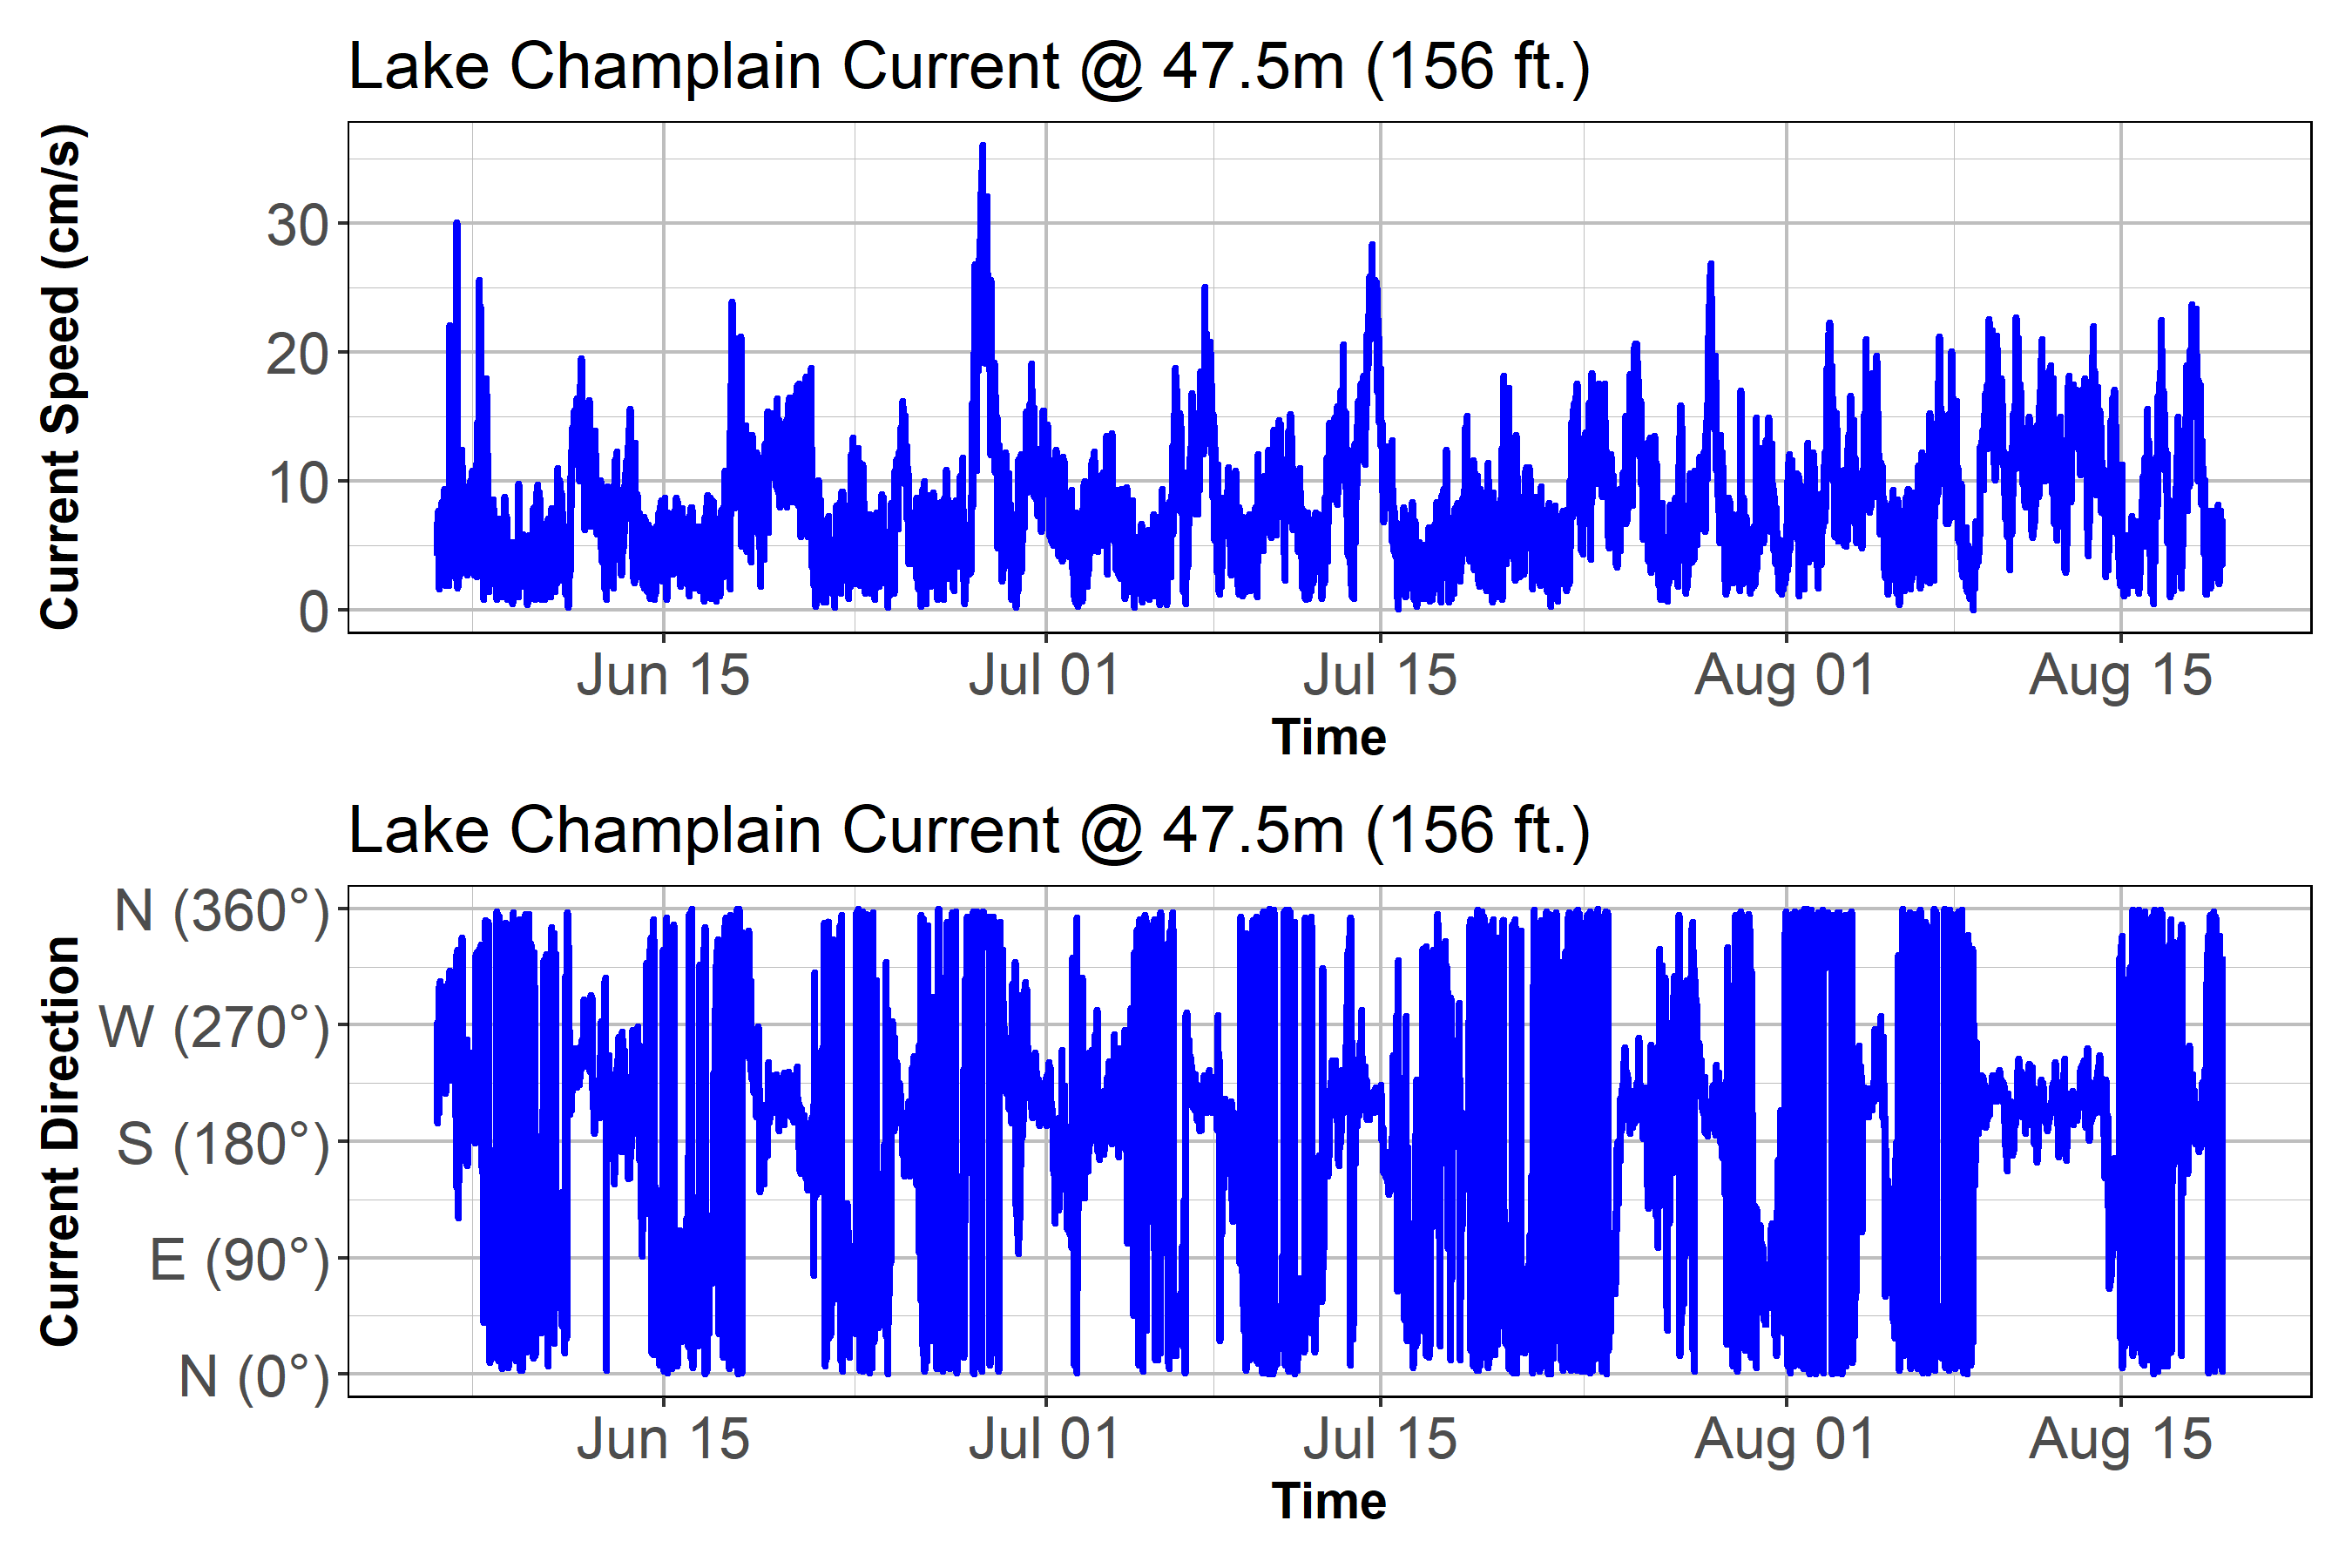 Lake Champlain Current @ 47.5m (156 ft.)
Current Speed (cm/s)
30
20
10
0
Jun 15 Jul 01 Jul 15 Aug 01 Aug 15
Time
Lake Champlain Current @ 47.5m (156 ft.)
Current Direction
N (360°)
W (270°)
S (180°)
E (90°)
N (0°)
Jun 15 Jul 01 Jul 15 Aug 01 Aug 15
Time